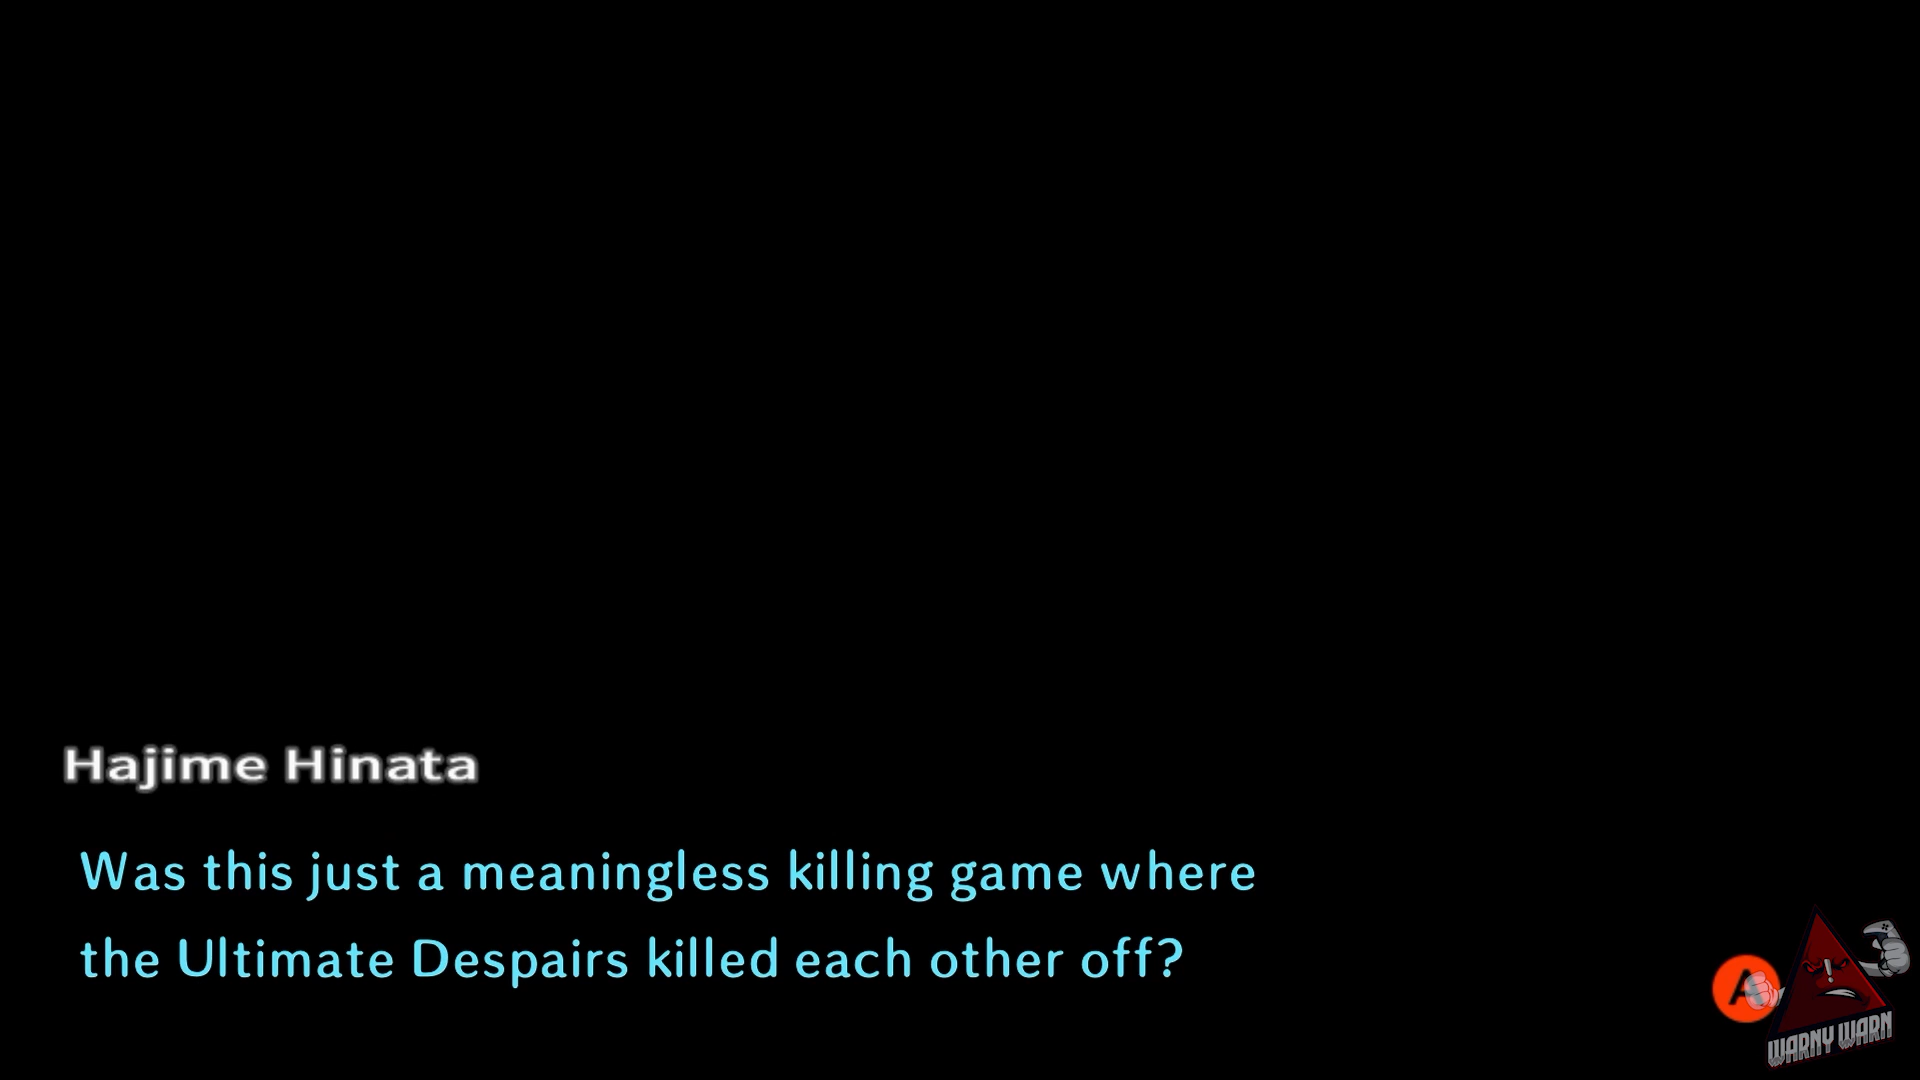 Hajime Hinata
Was this just a meaningless killing game where
the Ultimate Despairs killed each other off?
A
WARNY WARN